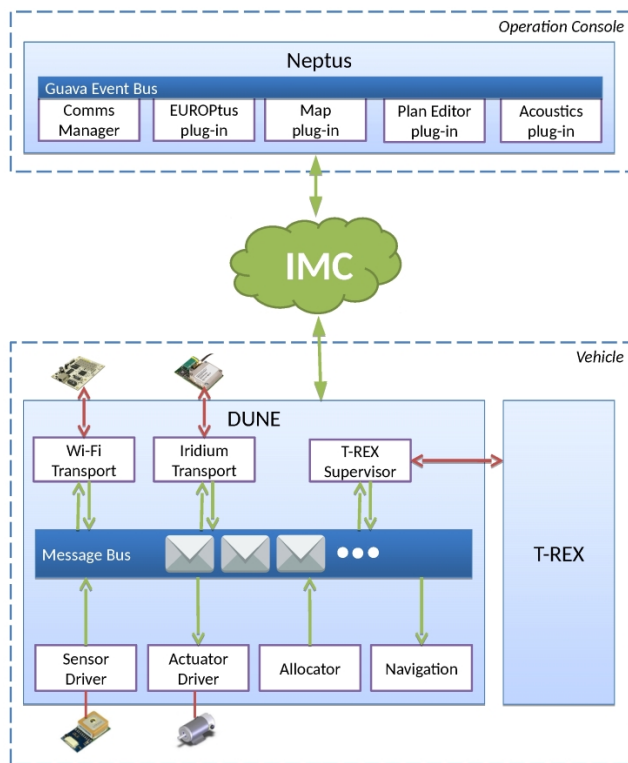 Operation Console
Neptus
Guava Event Bus
Comms
Manager
EUROPtus
plug-in
Map
plug-in
Plan Editor
plug-in
Acoustics
plug-in
IMC
Vehicle
DUNE
Wi-Fi
Transport
Iridium
Transport
T-REX
Supervisor
Message Bus
T-REX
Sensor
Driver
Actuator
Driver
Allocator
Navigation